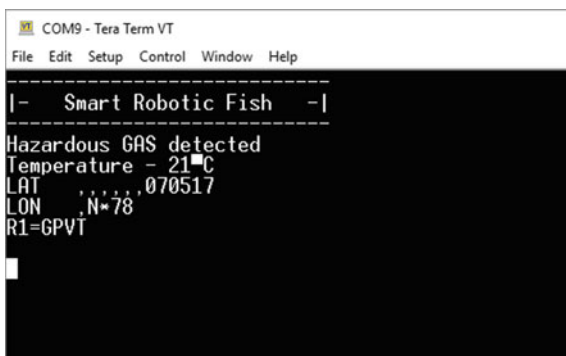 COM9 - Tera Term VT
File Edit Setup Control Window Help
-----------------------------
|- Smart Robotic Fish -|
-----------------------------
Hazardous GAS detected
Temperature - 21▀C
LAT ,,,,,,070517
LON ,N*78
R1=GPVT